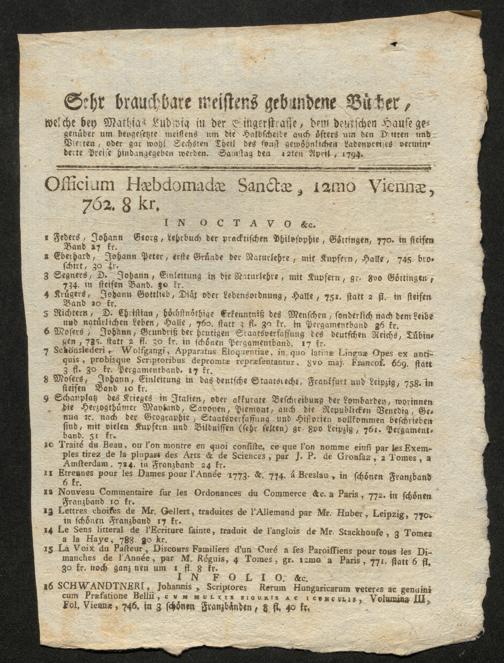 Sehr brauchbare meistens gebundene Bücher,
welche bey Mathias Ludwig in der Singerstrasse, dem deutschen Hause ge-
genüber um beygesetzte meistens um die Halbscheide auch öfters um den Dritten und
Vierten, oder gar wohl Sechsten Theil des sonst gewöhnlichen Ladenpreises vermin-
derte Preise hindangegeben werden. Samstag den 12ten April, 1794.
Officium Hæbdomadæ Sanctæ, 12mo Viennæ,
762. 8 kr.
IN OCTAVO &c.
1 Feders, Johann Georg, Lehrbuch der practischen Philosophie, Göttingen, 770. in steifen
Band 27 kr.
2 Eberhard, Johann Peter, erste Gründe der Naturlehre, mit Kupfern, Halle, 745. bro-
schirt, 30 kr.
3 Segners, D. Johann, Einleitung in die Naturlehre, mit Kupfern, gr. 8vo Göttingen,
734. in steifen Band. 50 kr.
4 Krügers, Johann Gottlieb, Diät oder Lebensordnung, Halle, 751. statt 2 fl. in steifen
Band 20 kr.
5 Richtern, D. Christian, höchstnöthige Erkenntniß des Menschen, sonderlich nach dem Leibe
und natürlichen Leben, Halle, 760. statt 3 fl. 30 kr. in Pergamentband 36 kr.
6 Mosers, Johann, Grundriß der heutigen Staatsverfassung des deutschen Reichs, Tübin-
gen, 735. statt 2 fl. 30 kr. in schönen Pergamentband. 17 kr.
7 Schönslederi, Wolfgangi, Apparatus Eloquentiae, in quo latinæ Linguæ Opes ex anti-
quis, probisque Scriptoribus depromtæ repræsentantur. 8vo maj. Francof. 669. statt
3 fl. 30 Pergamentband. 17 kr.
8 Mosers, Johann, Einleitung in das deutsche Staatsrecht, Frankfurt und Leipzig, 758. in
steifen Band 10 kr.
9 Schauplatz des Krieges in Italien, oder akkurate Beschreibung der Lombarden, worinnen
die Herzogthümer Mayland, Savoyen, Piemont, auch die Republicken Benedig, Ge-
nua ec. nach der Geographie, Staatsverfassung und Historien vollkommen beschrieben
sind, mit vielen Kupfern und Bildnissen (sehr selten) gr. 8vo Leipzig, 761. Pergament-
band. 51 kr.
10 Traité du Beau, ou l'on montre en quoi consiste, ce que l'on nomme einsi par les Exem-
ples tirez de la plupart des Arts & de Sciences, par J. P. de Crousaz, 2 Tomes, a
Amsterdam, 724. in Franzband 24 kr.
11 Etrennes pour les Dames pour l'Année 1773. &. 774. á Breslau, in schönen Franzband
6 kr.
12 Nouveau Commentaire sur les Ordonances du Commerce &c. a Paris, 772. in schönen
Franzband 10 kr.
13 Lettres choises de Mr. Gellert, traduites de l'Allemand par Mr. Huber, Leipzig, 770.
in schönen Franzband 17 kr.
14 Le Sens litteral de l'Ecriture sainte, traduit de l'anglois de Mr. Stackhouse, 3 Tomez
a la Haye, 788. 20 kr.
15 La Voix du Pasteur, Discours Familiers d'un Curé a ses Paroissiens pour tous les Di-
manches de l'Année, par M. Réguis, 4 Tomes, gr. 12mo a Paris, 771. statt 6 fl.
30 kr. noch ganz neu um 1 fl. 8 kr.
IN FOLIO. &c.
16 SCHWANDTNERI, Johannis, Scriptores Rerum Hungaricarum veteres ac genuini
cum Præfatione Bellii, CUM MULTIS FIGURIS AC ICUNCULIS, Volumina III,
Fol. Viennæ, 746. in 3 schönen Franzbänden, 8 fl. 40 kr.